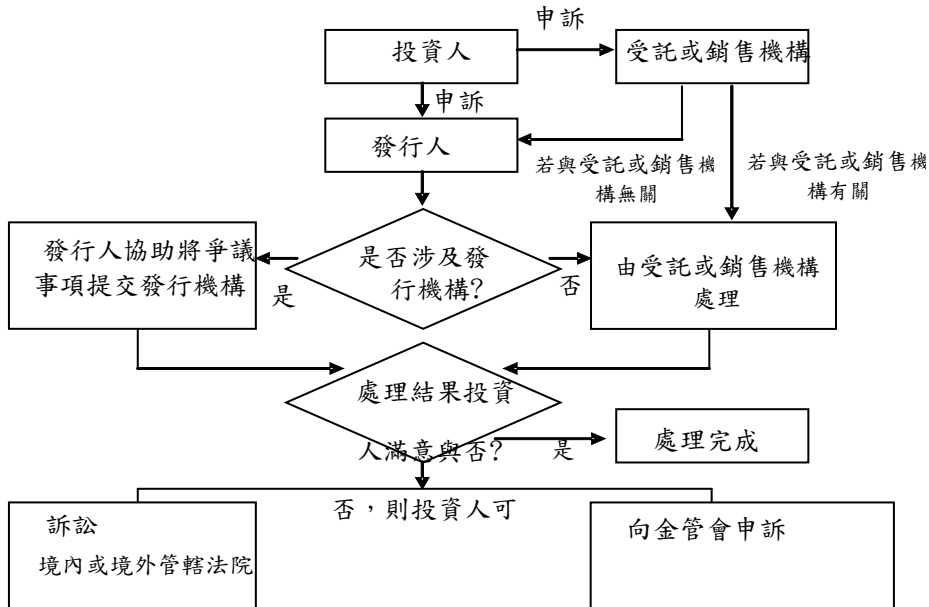 申訴
投資人
受託或銷售機構
申訴
發行人
若與受託或銷售機
構無關
若與受託或銷售機
構有關
發行人協助將爭議
事項提交發行機構
是
是否涉及發
行機構?
否
由受託或銷售機構
處理
處理結果投資
人滿意與否?
是
處理完成
否，則投資人可
訴訟
境內或境外管轄法院
向金管會申訴